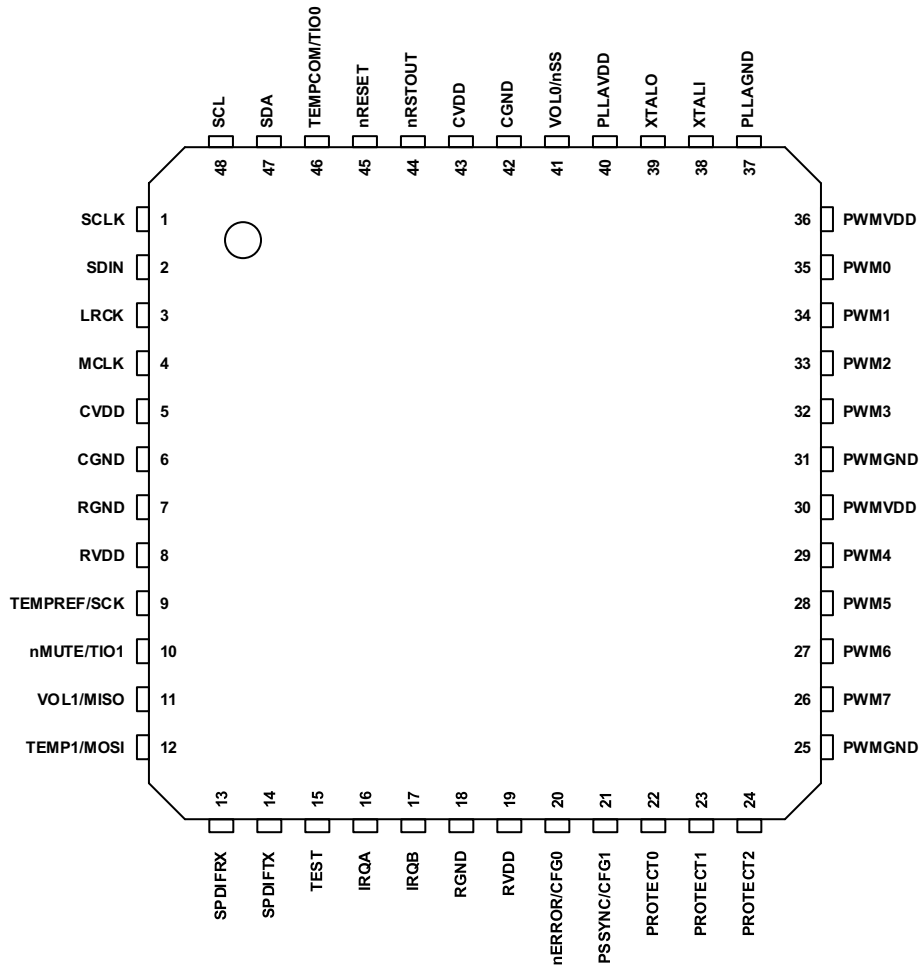 SCL
SDA
TEMPCOM/TIO0
nRESET
nRSTOUT
CVDD
CGND
VOL0/nSS
PLLAVDD
XTALO
XTALI
PLLAGND
48
47
46
45
44
43
42
41
40
39
38
37
SCLK 1
SDIN 2
LRCK 3
MCLK 4
CVDD 5
CGND 6
RGND 7
RVDD 8
TEMPREF/SCK 9
nMUTE/TIO1 10
VOL1/MISO 11
TEMP1/MOSI 12
36 PWMVDD
35 PWM0
34 PWM1
33 PWM2
32 PWM3
31 PWMGND
30 PWMVDD
29 PWM4
28 PWM5
27 PWM6
26 PWM7
25 PWMGND
13
14
15
16
17
18
19
20
21
22
23
24
SPDIFRX
SPDIFTX
TEST
IRQA
IRQB
RGND
RVDD
nERROR/CFG0
PSSYNC/CFG1
PROTECT0
PROTECT1
PROTECT2